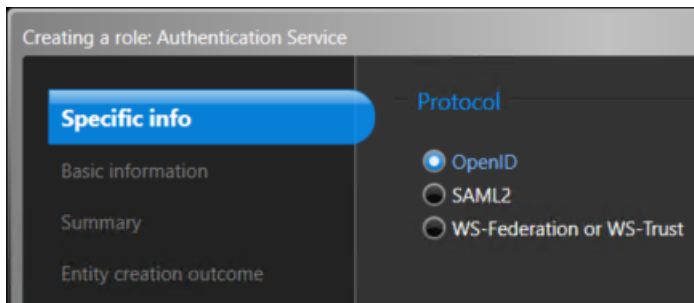 Creating a role: Authentication Service
Specific info
Basic information
Summary
Entity creation outcome
Protocol
OpenID
SAML2
WS-Federation or WS-Trust